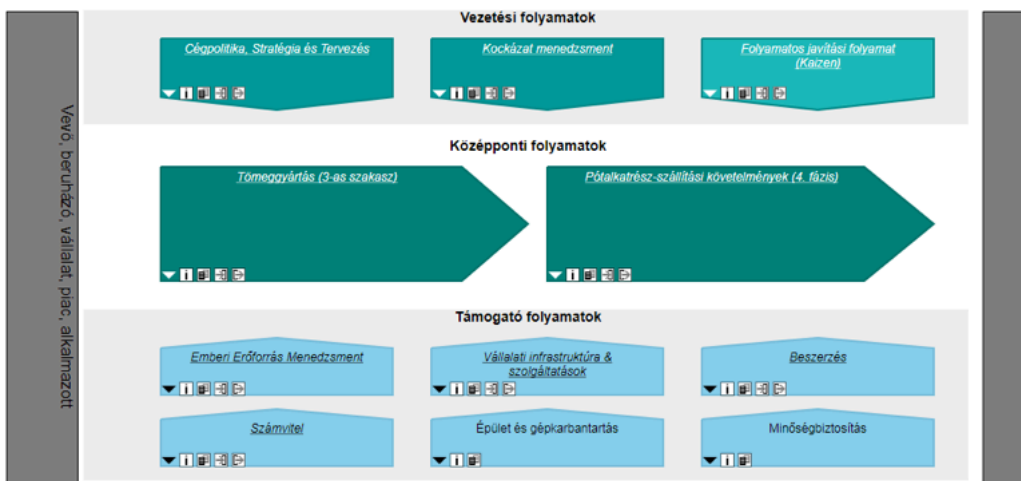 Vezetési folyamatok
Cégpolitika, Stratégia és Tervezés
Kockázat menedzsment
Folyamatos javítási folyamat
(Kaizen)
Vevő, beruházó, vállalat, piac, alkalmazott
Középponti folyamatok
Tömeggyártás (3-as szakasz)
Pótalkatrész-szállítási követelmények (4. fázis)
Támogató folyamatok
Emberi Erőforrás Menedzsment
Vállalati infrastruktúra &
szolgáltatások
Beszerzés
Számvitel
Épület és gépkarbantartás
Minőségbiztosítás